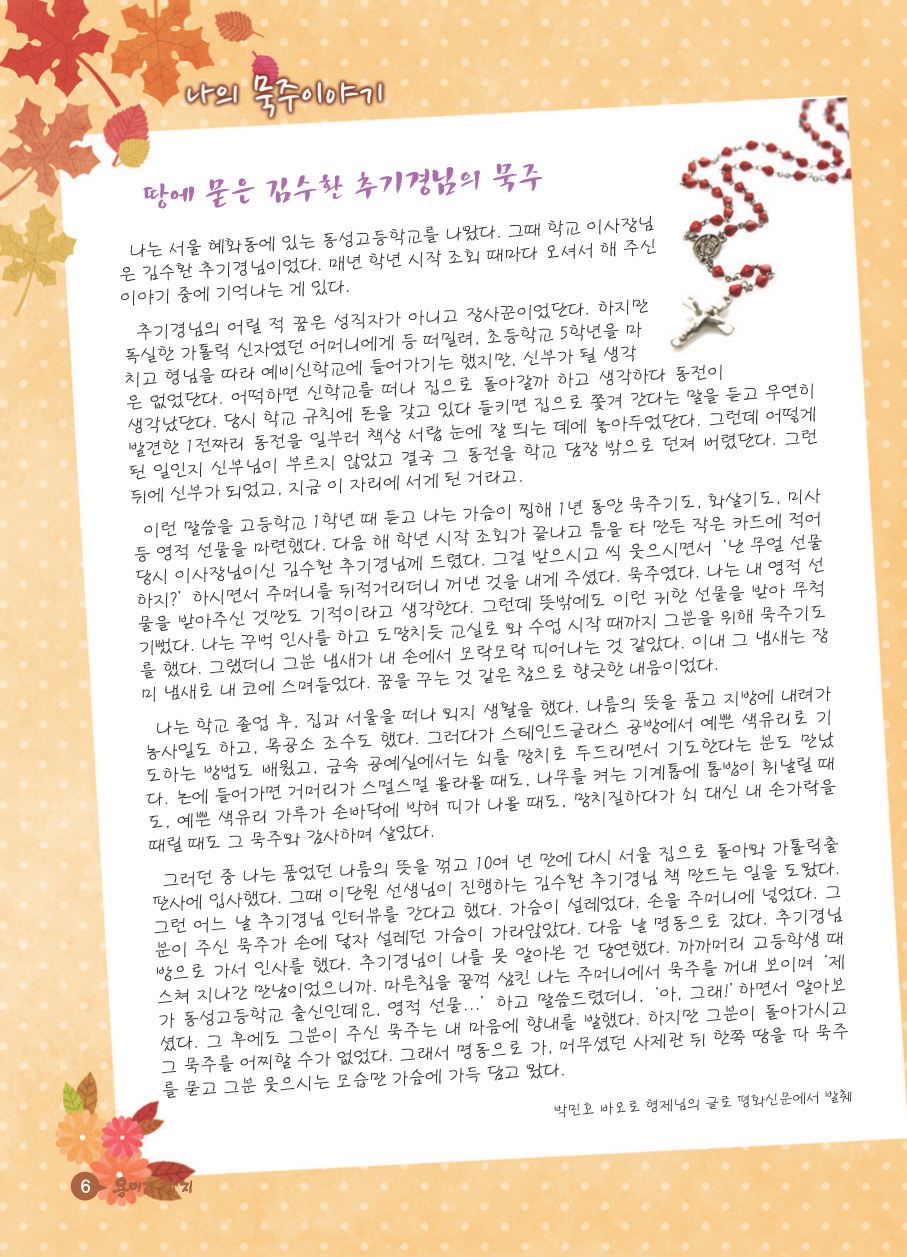 나의 묵주이야기
땅에 묻은 김수환 추기경님의 묵주
나는 서울 혜화동에 있는 동성고등학교를 나왔다. 그때 학교 이사장님
은 김수환 추기경님이었다. 매년 학년 시작 조회 때마다 오셔서 해 주신
이야기 중에 기억나는 게 있다.
추기경님의 어릴 적 꿈은 성직자가 아니고 장사꾼이었단다. 하지만
독실한 가톨릭 신자였던 어머니에게 등 떠밀려, 초등학교 5학년을 마
치고 형님을 따라 예비신학교에 들어가기는 했지만, 신부가 될 생각
은 없었단다. 어떡하면 신학교를 떠나 집으로 돌아갈까 하고 생각하다 동전이
생각났단다. 당시 학교 규칙에 돈을 갖고 있다 들키면 집으로 쫓겨 간다는 말을 듣고 우연히
발견한 1전짜리 동전을 일부러 책상 서랍 눈에 잘 띄는 데에 놓아두었단다. 그런데 어떻게
된 일인지 신부님이 부르지 않았고 결국 그 동전을 학교 담장 밖으로 던져 버렸단다. 그런
뒤에 신부가 되었고, 지금 이 자리에 서게 된 거라고.
이런 말씀을 고등학교 1학년 때 듣고 나는 가슴이 찡해 1년 동안 묵주기도, 화살기도, 미사
등 영적 선물을 마련했다. 다음 해 학년 시작 조회가 끝나고 틈을 타 만든 작은 카드에 적어
당시 이사장님이신 김수환 추기경님께 드렸다. 그걸 받으시고 씩 웃으시면서 ‘난 무얼 선물
하지?’ 하시면서 주머니를 뒤적거리더니 꺼낸 것을 내게 주셨다. 묵주였다. 나는 내 영적 선
물을 받아주신 것만도 기적이라고 생각한다. 그런데 뜻밖에도 이런 귀한 선물을 받아 무척
기뻤다. 나는 꾸벅 인사를 하고 도망치듯 교실로 와 수업 시작 때까지 그분을 위해 묵주기도
를 했다. 그랬더니 그분 냄새가 내 손에서 모락모락 피어나는 것 같았다. 이내 그 냄새는 장
미 냄새로 내 코에 스며들었다. 꿈을 꾸는 것 같은 참으로 향긋한 내음이었다.
나는 학교 졸업 후, 집과 서울을 떠나 외지 생활을 했다. 나름의 뜻을 품고 지방에 내려가
농사일도 하고, 목공소 조수도 했다. 그러다가 스테인드글라스 공방에서 예쁜 색유리로 기
도하는 방법도 배웠고, 금속 공예실에서는 쇠를 망치로 두드리면서 기도한다는 분도 만났
다. 논에 들어가면 거머리가 스멀스멀 올라올 때도, 나무를 켜는 기계톱에 톱밥이 휘날릴 때
도, 예쁜 색유리 가루가 손바닥에 박혀 피가 나올 때도, 망치질하다가 쇠 대신 내 손가락을
때릴 때도 그 묵주와 감사하며 살았다.
그러던 중 나는 품었던 나름의 뜻을 꺾고 10여 년 만에 다시 서울 집으로 돌아와 가톨릭출
판사에 입사했다. 그때 이단원 선생님이 진행하는 김수환 추기경님 책 만드는 일을 도왔다.
그런 어느 날 추기경님 인터뷰를 간다고 했다. 가슴이 설레었다. 손을 주머니에 넣었다. 그
분이 주신 묵주가 손에 닿자 설레던 가슴이 가라앉았다. 다음 날 명동으로 갔다. 추기경님
방으로 가서 인사를 했다. 추기경님이 나를 못 알아본 건 당연했다. 까까머리 고등학생 때
스쳐 지나간 만남이었으니까. 마른침을 꿀꺽 삼킨 나는 주머니에서 묵주를 꺼내 보이며 ‘제
가 동성고등학교 출신인데요, 영적 선물…’ 하고 말씀드렸더니, ‘아, 그래!’ 하면서 알아보
셨다. 그 후에도 그분이 주신 묵주는 내 마음에 향내를 발했다. 하지만 그분이 돌아가시고
그 묵주를 어찌할 수가 없었다. 그래서 명동으로 가, 머무셨던 사제관 뒤 한쪽 땅을 파 묵주
를 묻고 그분 웃으시는 모습만 가슴에 가득 담고 왔다.
박민호 바오로 형제님의 글로 평화신문에서 발췌
6